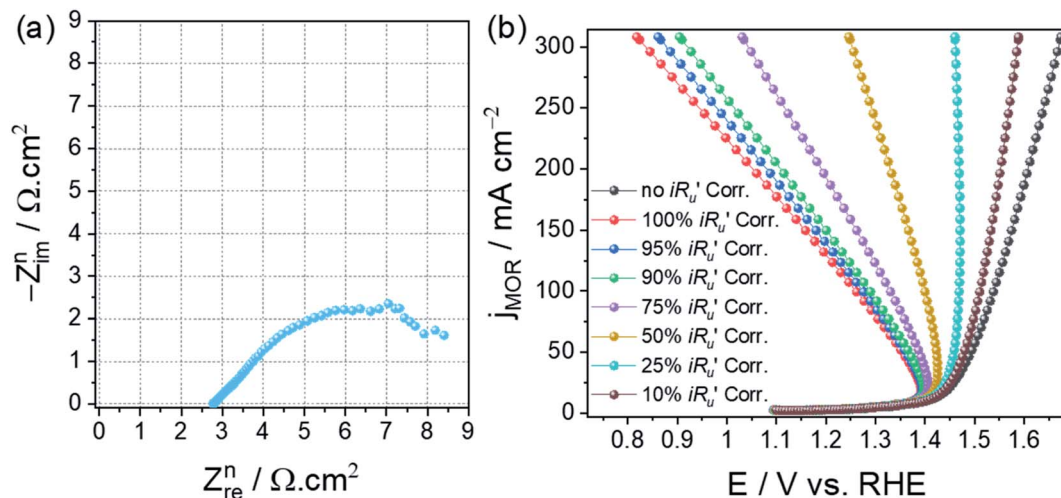 (a)
9
8
7
6
5
4
3
2
1
0
−Z^n_im / Ω.cm^2
0 1 2 3 4 5 6 7 8 9
Z^n_re / Ω.cm^2
(b)
300
250
200
150
100
50
0
j_MOR / mA cm^−2
no iR_u' Corr.
100% iR_u' Corr.
95% iR_u' Corr.
90% iR_u' Corr.
75% iR_u' Corr.
50% iR_u' Corr.
25% iR_u' Corr.
10% iR_u' Corr.
0.8 0.9 1 1.1 1.2 1.3 1.4 1.5 1.6
E / V vs. RHE